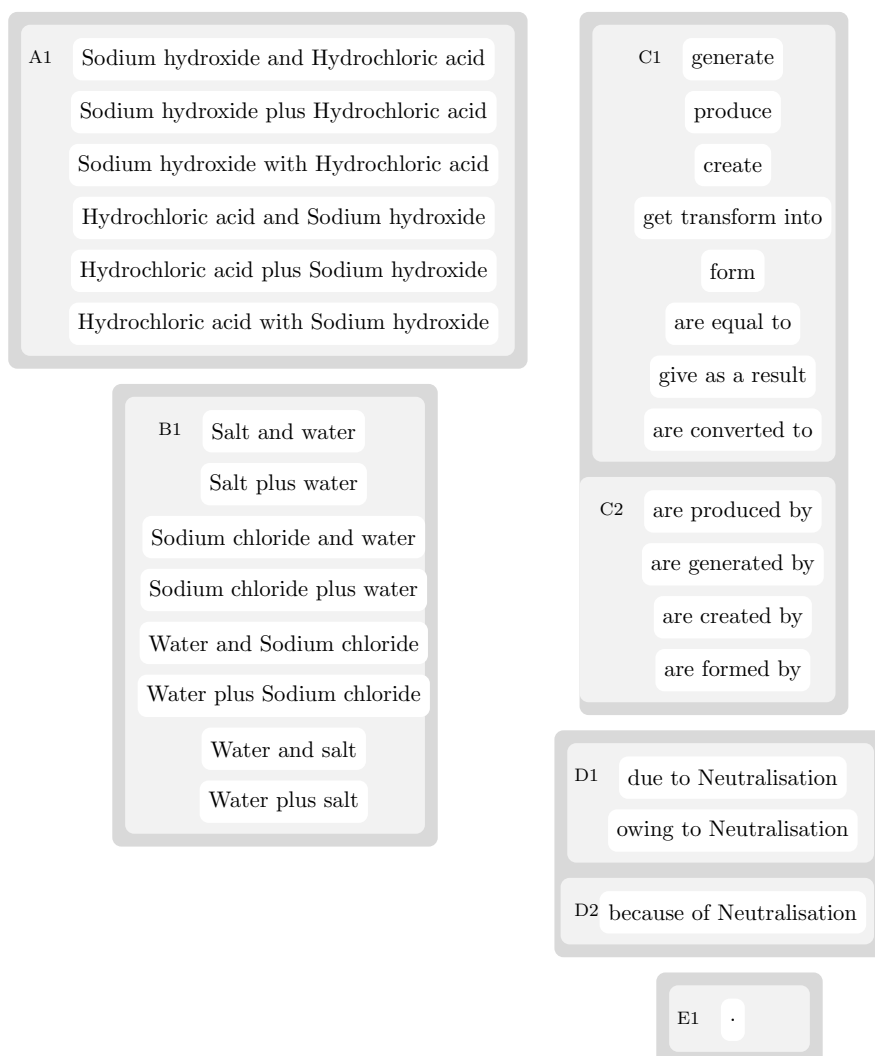 A1 Sodium hydroxide and Hydrochloric acid
Sodium hydroxide plus Hydrochloric acid
Sodium hydroxide with Hydrochloric acid
Hydrochloric acid and Sodium hydroxide
Hydrochloric acid plus Sodium hydroxide
Hydrochloric acid with Sodium hydroxide
B1 Salt and water
Salt plus water
Sodium chloride and water
Sodium chloride plus water
Water and Sodium chloride
Water plus Sodium chloride
Water and salt
Water plus salt
C1 generate
produce
create
get transform into
form
are equal to
give as a result
are converted to
C2 are produced by
are generated by
are created by
are formed by
D1 due to Neutralisation
owing to Neutralisation
D2 because of Neutralisation
E1 .